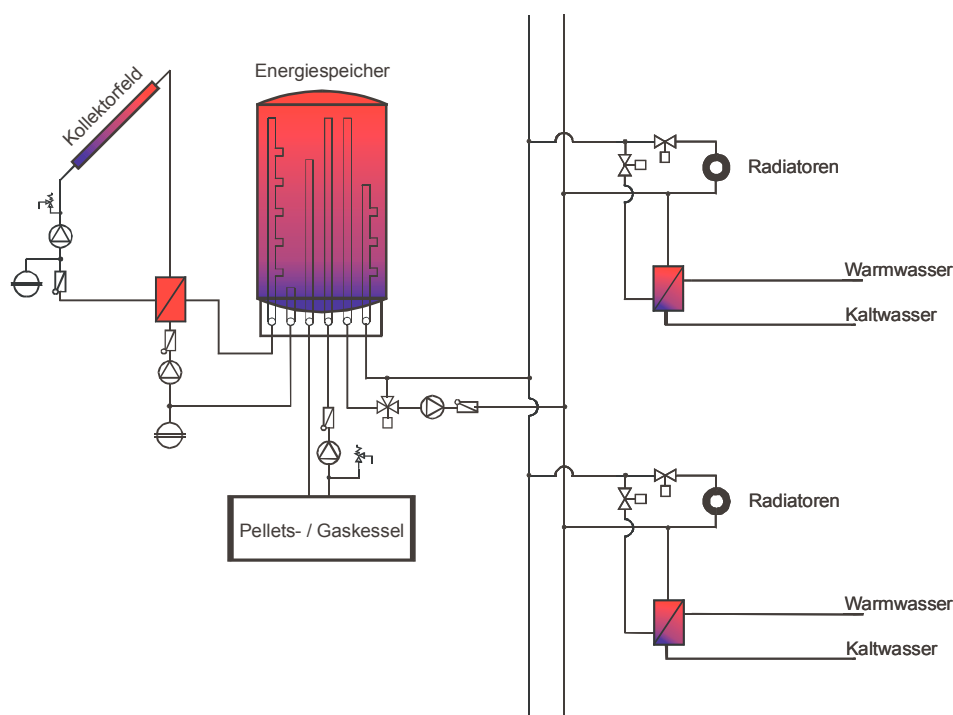 Energiespeicher
Kollektorfeld
Radiatoren
Warmwasser
Kaltwasser
Pellets- / Gaskessel
Radiatoren
Warmwasser
Kaltwasser